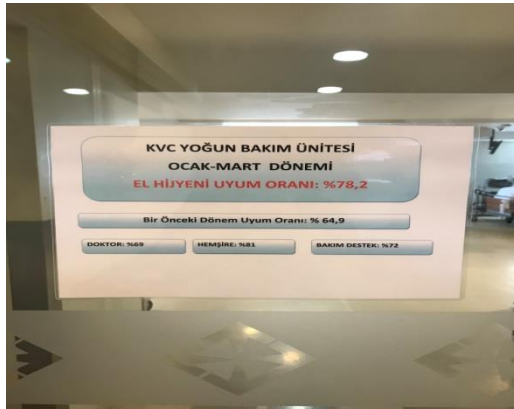 KVC YOĞUN BAKIM ÜNİTESİ
OCAK-MART DÖNEMİ
EL HİJYENİ UYUM ORANI: %78,2
Bir Önceki Dönem Uyum Oranı: % 64,9
DOKTOR: %69 HEMŞİRE: %81 BAKIM DESTEK: %72